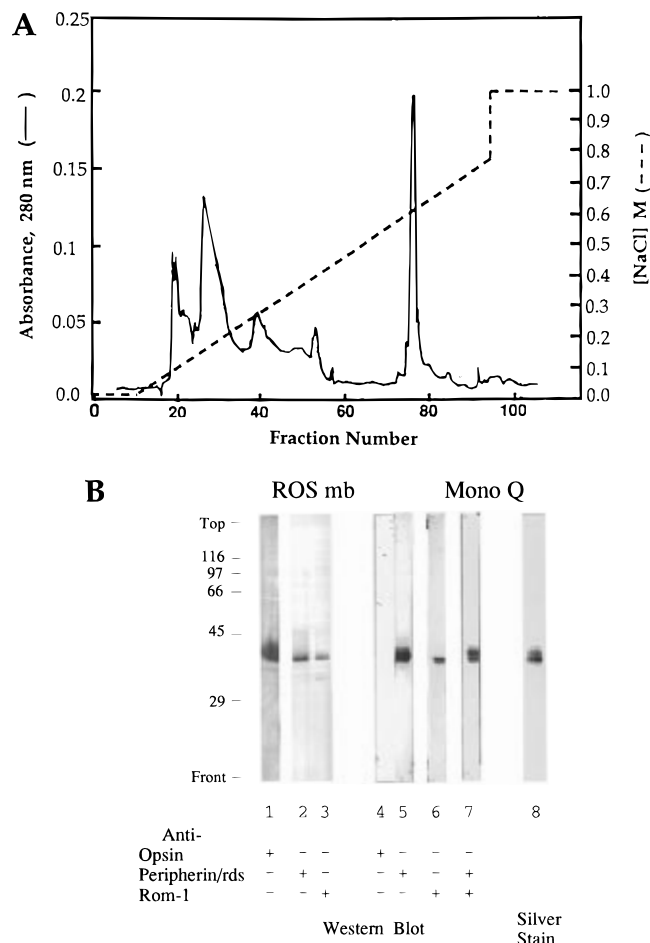 A
0.25
0.2
0.15
0.1
0.05
0.0
Absorbance, 280 nm (——)
1.0
0.9
0.8
0.7
0.6
0.5
0.4
0.3
0.2
0.1
0.0
[NaCl] M (– – –)
0 20 40 60 80 100
Fraction Number
B
ROS mb Mono Q
Top –
116 –
97 –
66 –
45 –
29 –
Front –
1 2 3 4 5 6 7 8
Anti-
Opsin + – – + – – –
Peripherin/rds – + – – + – +
Rom-1 – – + – – + +
Western Blot
Silver
Stain